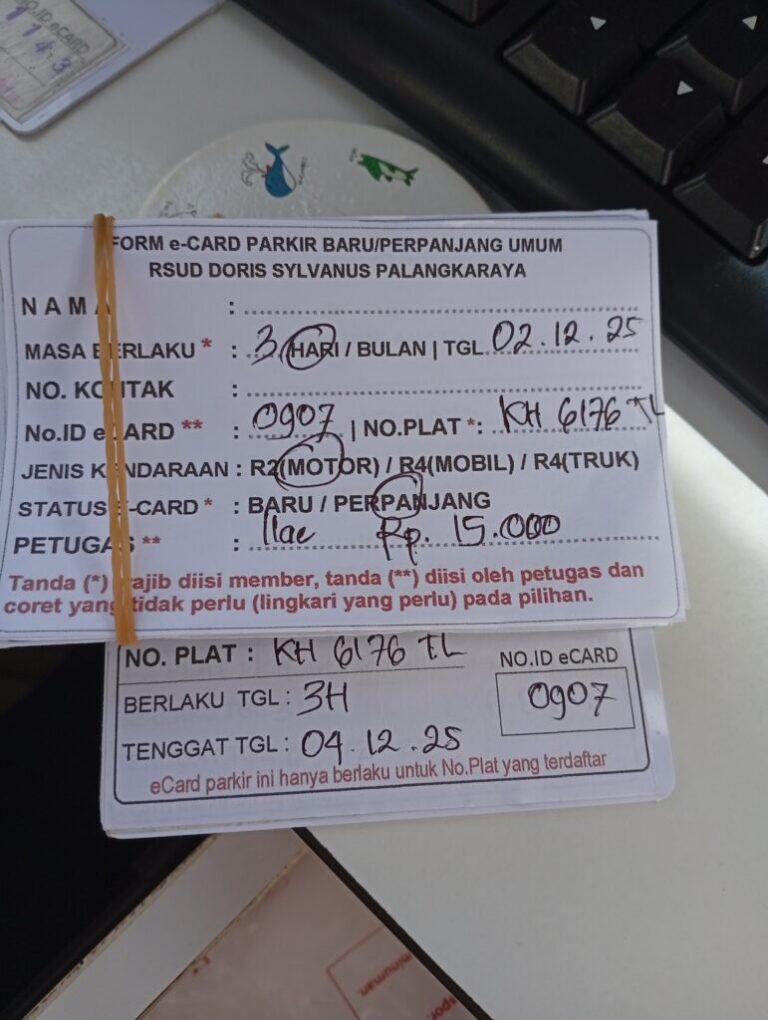 NO.ID eCARD
FORM e-CARD PARKIR BARU/PERPANJANG UMUM
RSUD DORIS SYLVANUS PALANGKARAYA
NAMA :
MASA BERLAKU * : 3 HARI / BULAN | TGL. 02.12.25
NO. KONTAK :
No.ID eCARD ** : 0907 | NO.PLAT *: KH 6176 TL
JENIS KENDARAAN : R2(MOTOR) / R4(MOBIL) / R4(TRUK)
STATUS E-CARD * : BARU / PERPANJANG
PETUGAS ** : Rp. 15.000
Tanda (*) wajib diisi member, tanda (**) diisi oleh petugas dan
coret yang tidak perlu (lingkari yang perlu) pada pilihan.
NO. PLAT : KH 6176 TL NO.ID eCARD
BERLAKU TGL : 3H 0907
TENGGAT TGL : 04.12.25
eCard parkir ini hanya berlaku untuk No.Plat yang terdaftar
minuman.